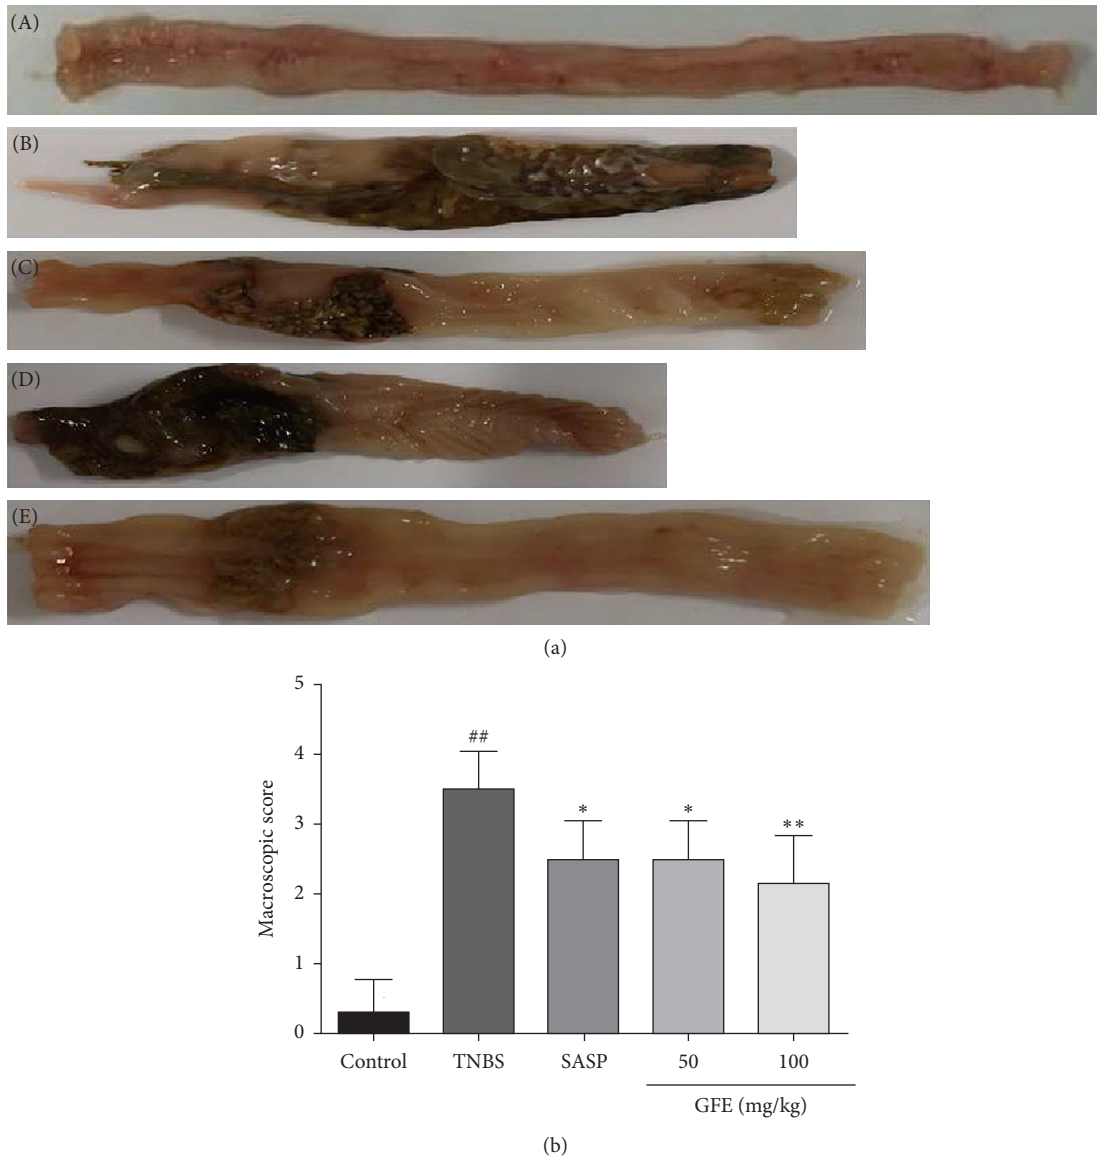 (A)
(B)
(C)
(D)
(E)
(a)
5
4
3
2
1
0
Macroscopic score
##
*
*
**
Control
TNBS
SASP
50
100
GFE (mg/kg)
(b)